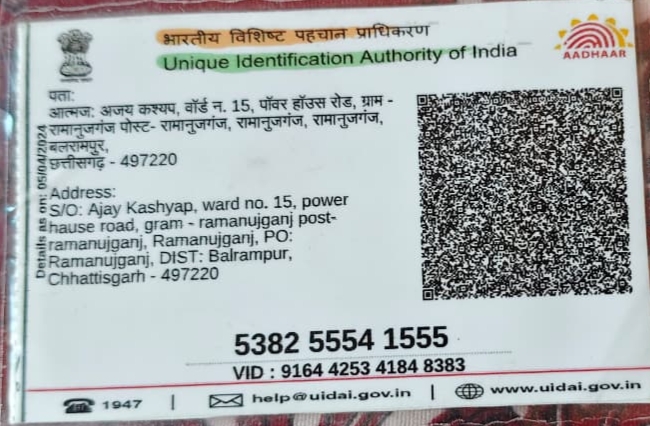 भारतीय विशिष्ट पहचान प्राधिकरण
Unique Identification Authority of India
AADHAAR
पता:
आत्मज: अजय कश्यप, वॉर्ड न. 15, पॉवर हॉउस रोड, ग्राम -
रामानुजगंज पोस्ट- रामानुजगंज, रामानुजगंज, रामानुजगंज,
बलरामपुर,
छत्तीसगढ़ - 497220
Details as on: 05/04/2024
Address:
S/O: Ajay Kashyap, ward no. 15, power
hause road, gram - ramanujganj post-
ramanujganj, Ramanujganj, PO:
Ramanujganj, DIST: Balrampur,
Chhattisgarh - 497220
5382 5554 1555
VID : 9164 4253 4184 8383
1947 | help@uidai.gov.in | www.uidai.gov.in